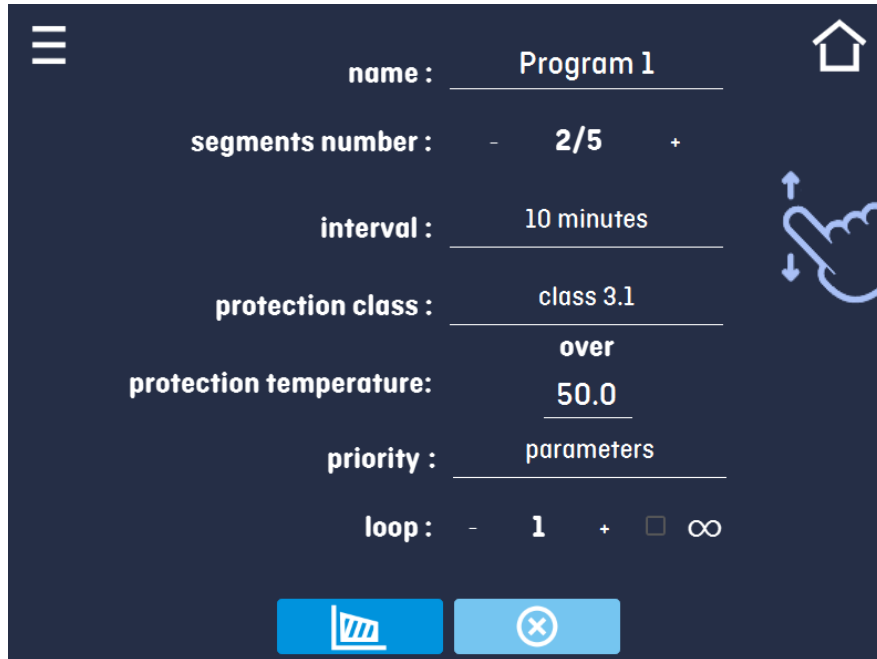 name : Program 1
segments number : - 2/5 +
interval : 10 minutes
protection class : class 3.1
over
protection temperature: 50.0
priority : parameters
loop : - 1 + ∞